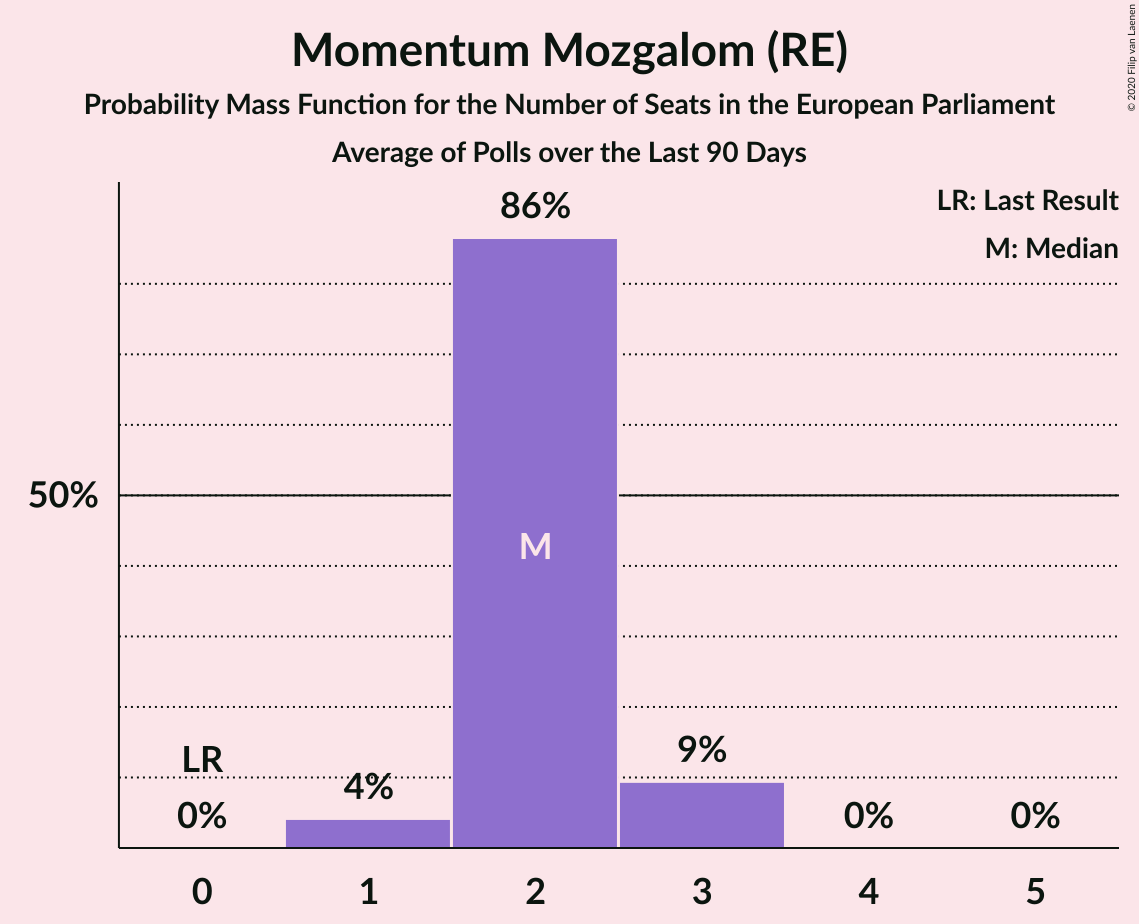 Momentum Mozgalom (RE)
Probability Mass Function for the Number of Seats in the European Parliament
Average of Polls over the Last 90 Days
© 2020 Filip van Laenen
LR: Last Result
M: Median
86%
50%
M
LR
0%
4%
9%
0%
0%
0
1
2
3
4
5